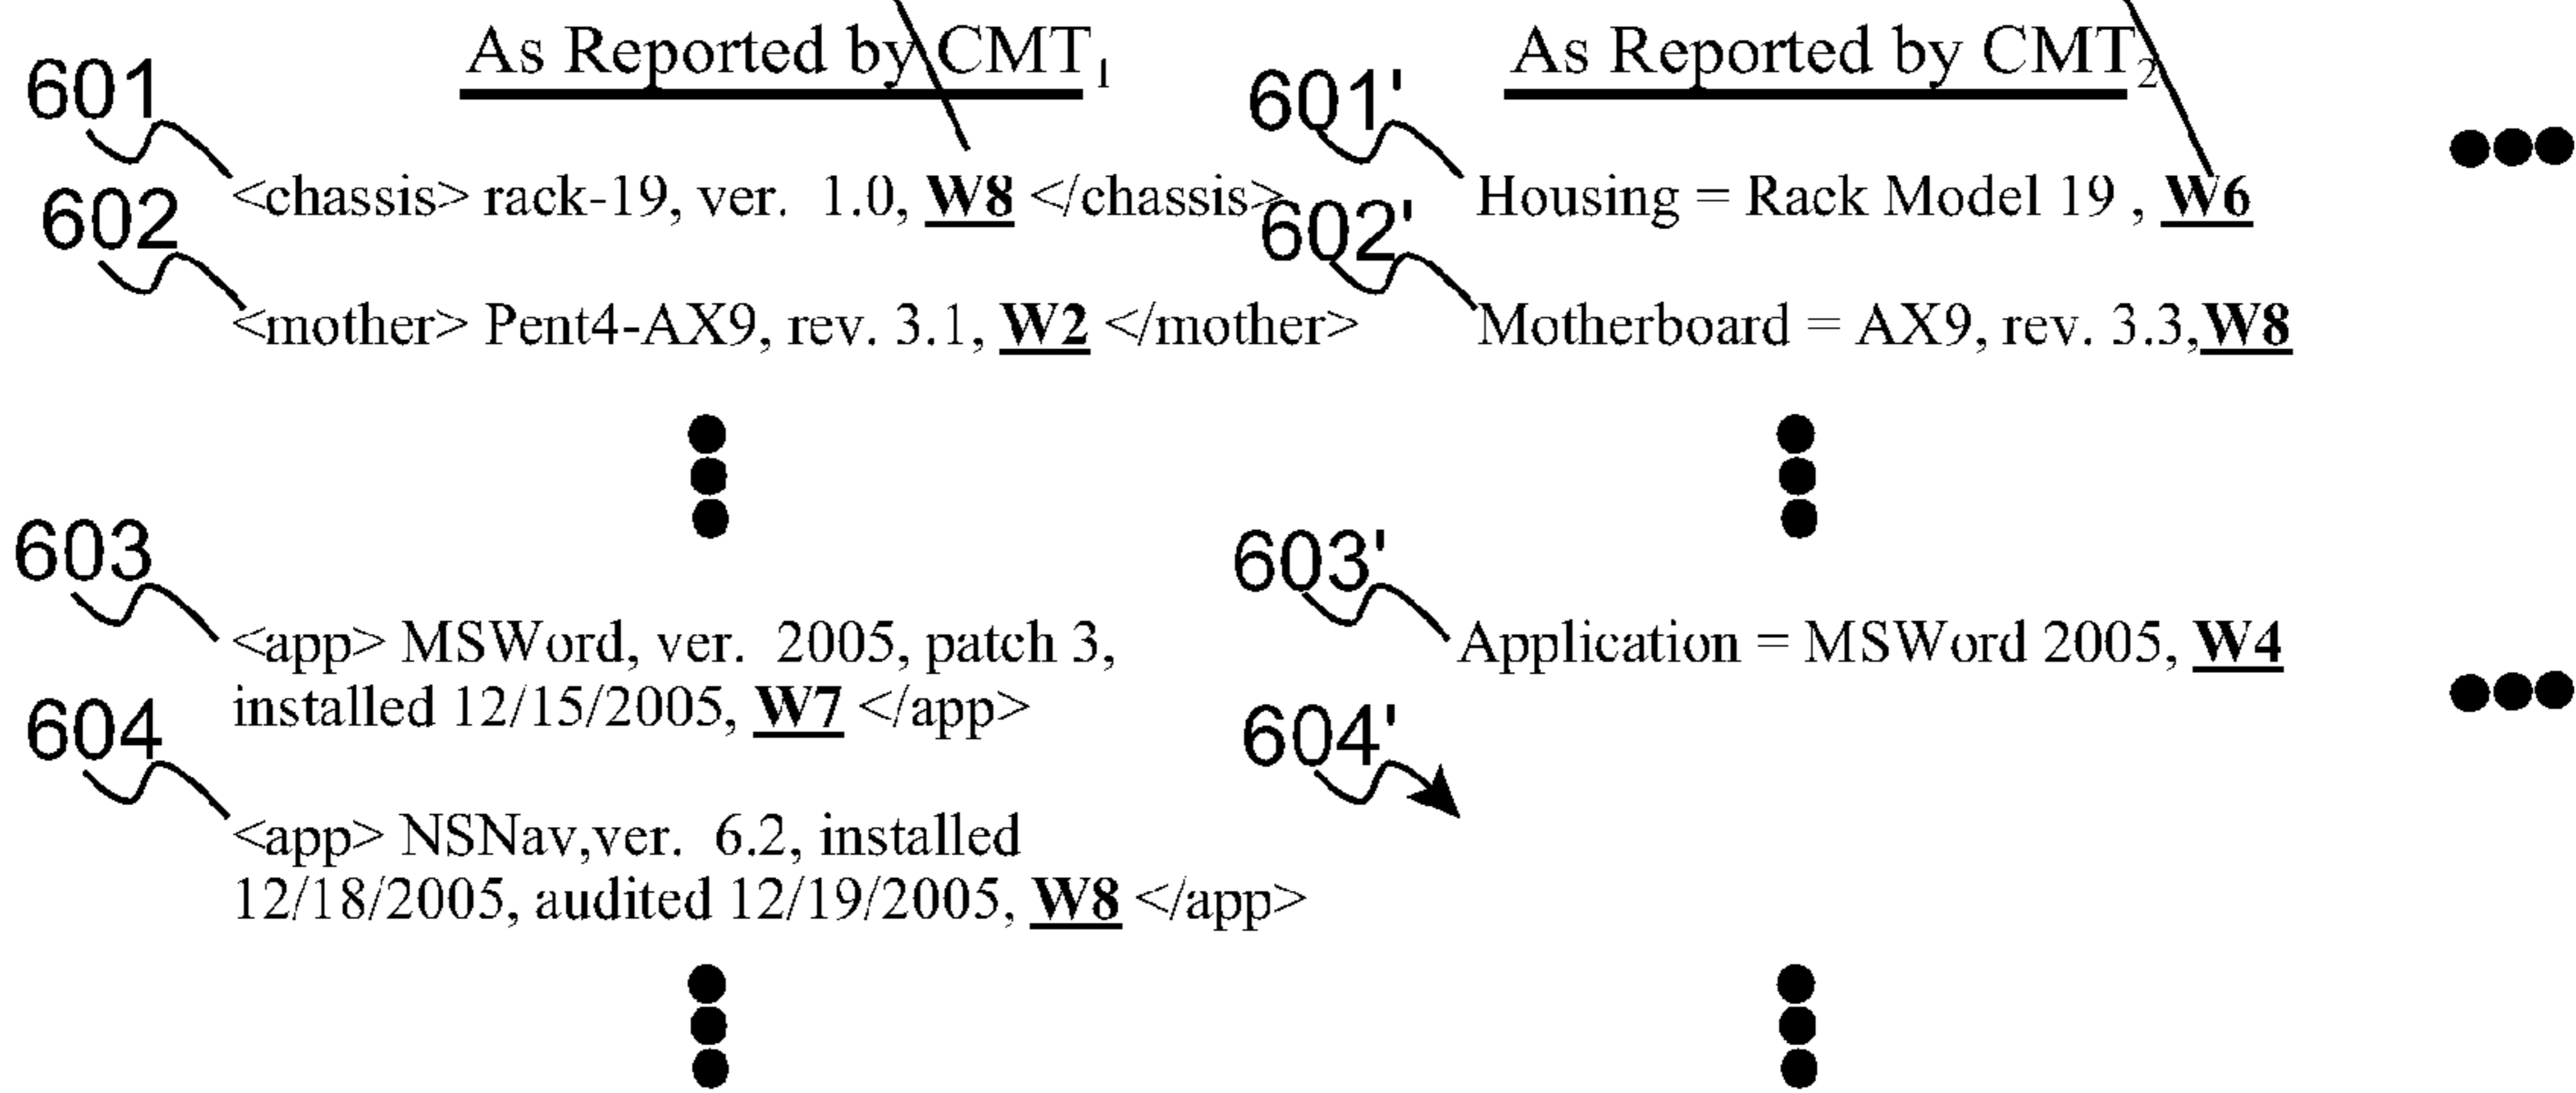 As Reported by CMT1
601
<chassis> rack-19, ver. 1.0, W8 </chassis>
602
<mother> Pent4-AX9, rev. 3.1, W2 </mother>
603
<app> MSWord, ver. 2005, patch 3,
installed 12/15/2005, W7 </app>
604
<app> NSNav,ver. 6.2, installed
12/18/2005, audited 12/19/2005, W8 </app>
As Reported by CMT2
601'
Housing = Rack Model 19 , W6
602'
Motherboard = AX9, rev. 3.3,W8
603'
Application = MSWord 2005, W4
604'